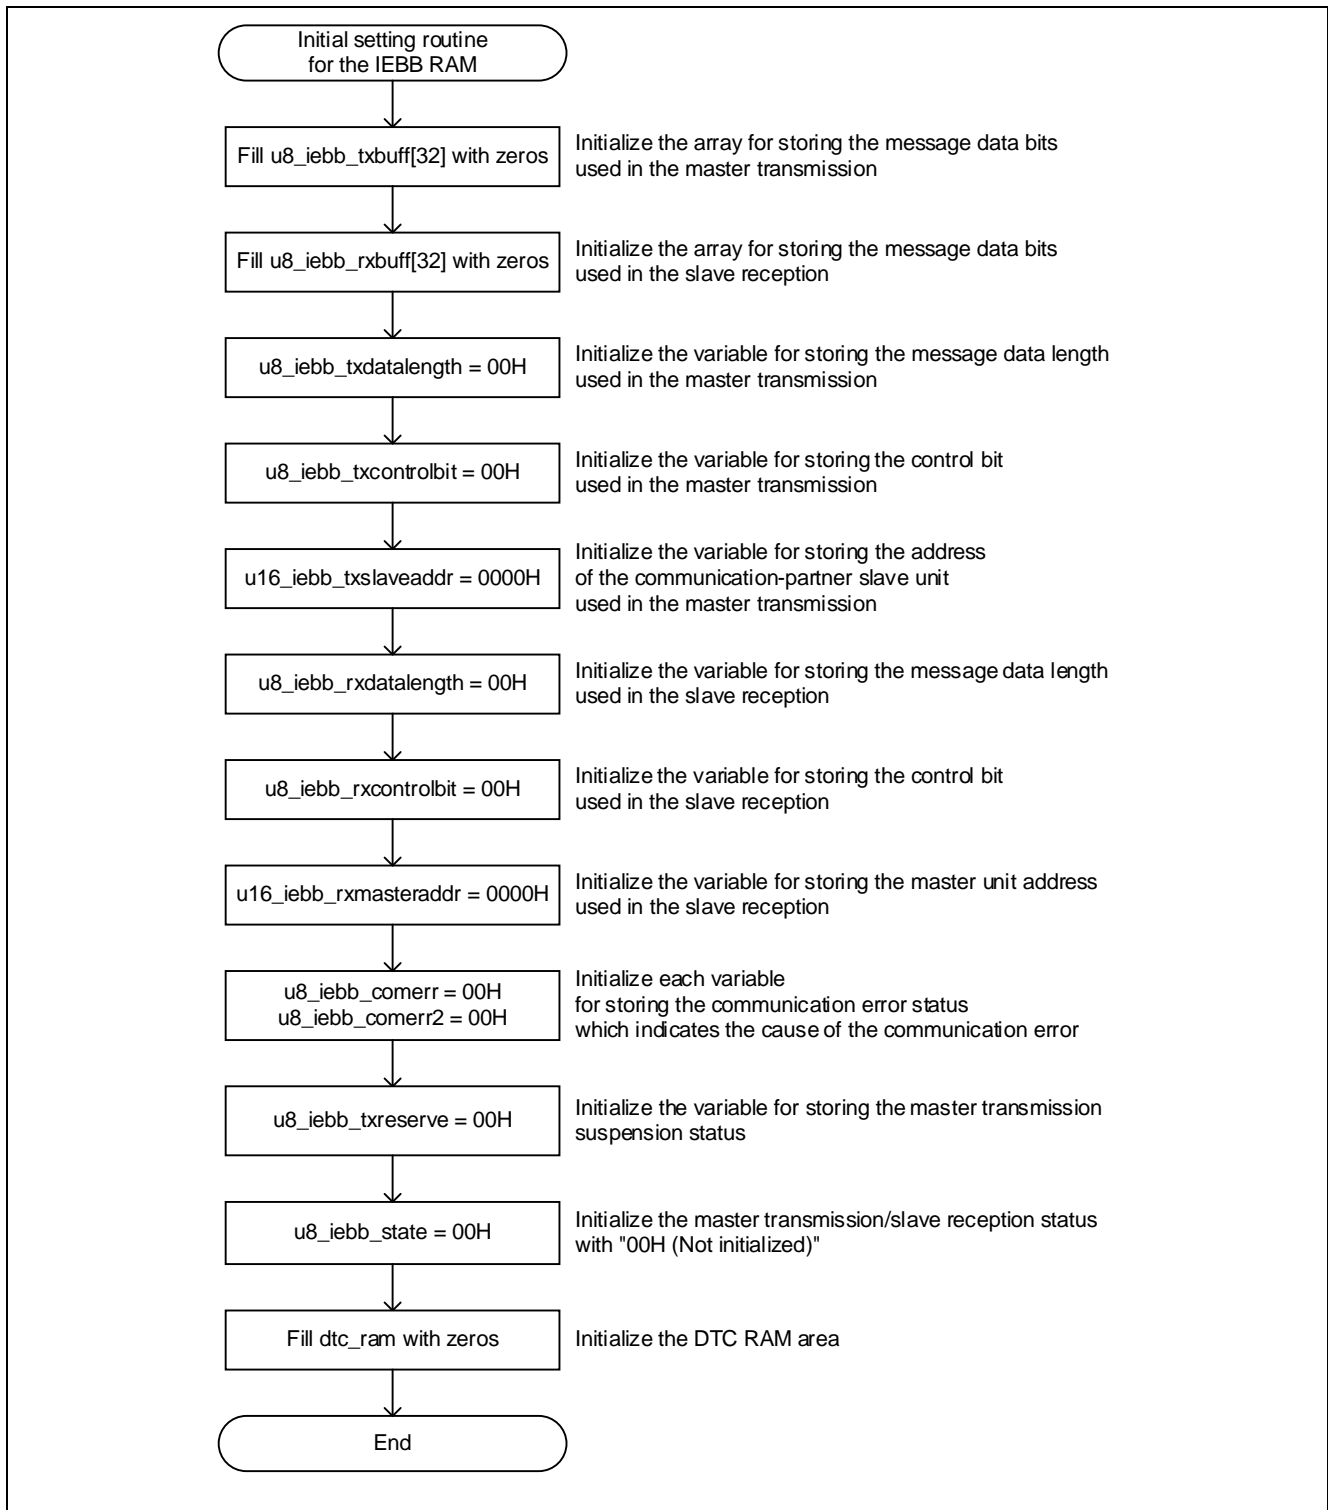 Initial setting routine
for the IEBB RAM
Fill u8_iebb_txbuff[32] with zeros
Initialize the array for storing the message data bits
used in the master transmission
Fill u8_iebb_rxbuff[32] with zeros
Initialize the array for storing the message data bits
used in the slave reception
u8_iebb_txdatalength = 00H
Initialize the variable for storing the message data length
used in the master transmission
u8_iebb_txcontrolbit = 00H
Initialize the variable for storing the control bit
used in the master transmission
u16_iebb_txslaveaddr = 0000H
Initialize the variable for storing the address
of the communication-partner slave unit
used in the master transmission
u8_iebb_rxdatalength = 00H
Initialize the variable for storing the message data length
used in the slave reception
u8_iebb_rxcontrolbit = 00H
Initialize the variable for storing the control bit
used in the slave reception
u16_iebb_rxmasteraddr = 0000H
Initialize the variable for storing the master unit address
used in the slave reception
u8_iebb_comerr = 00H
u8_iebb_comerr2 = 00H
Initialize each variable
for storing the communication error status
which indicates the cause of the communication error
u8_iebb_txreserve = 00H
Initialize the variable for storing the master transmission
suspension status
u8_iebb_state = 00H
Initialize the master transmission/slave reception status
with "00H (Not initialized)"
Fill dtc_ram with zeros
Initialize the DTC RAM area
End